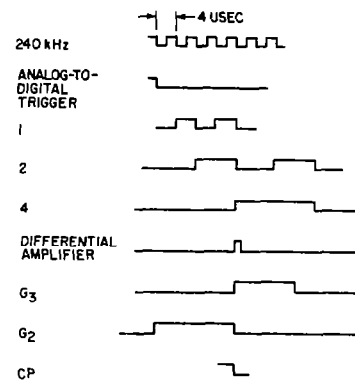 4 USEC
240 kHz
ANALOG-TO-
DIGITAL
TRIGGER
1
2
4
DIFFERENTIAL
AMPLIFIER
G3
G2
CP